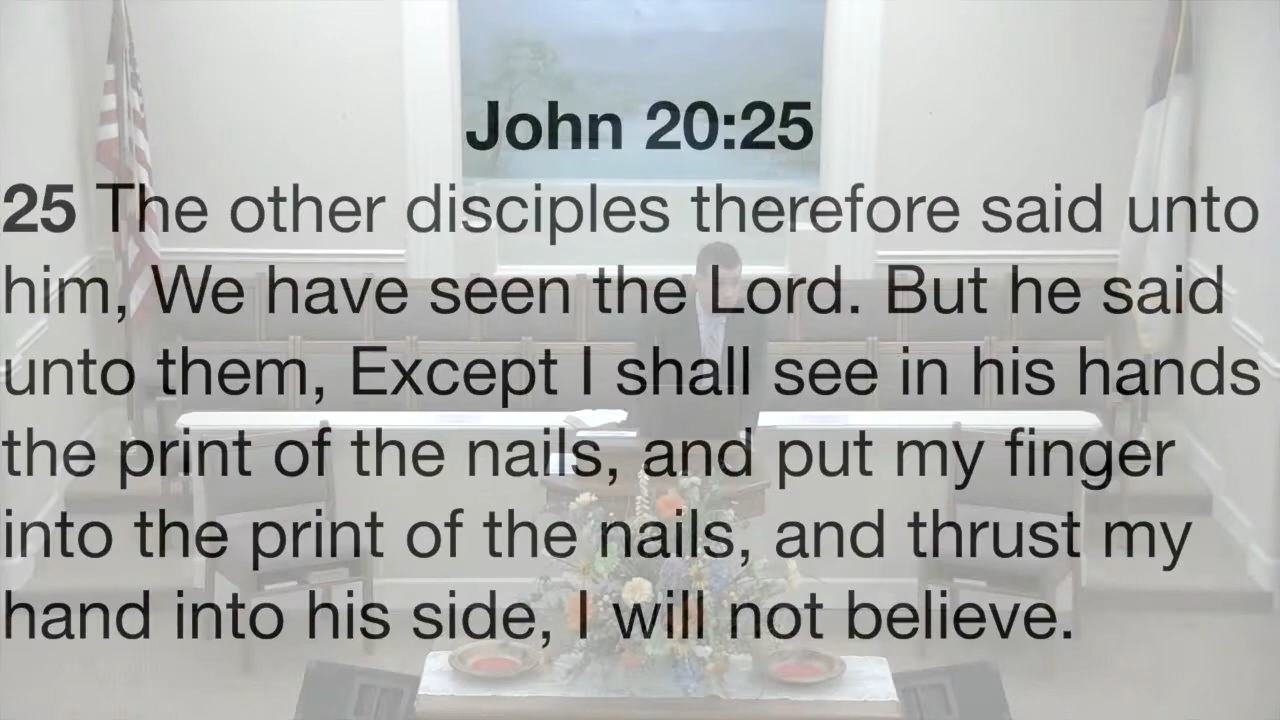 John 20:25
25 The other disciples therefore said unto
him, We have seen the Lord. But he said
unto them, Except I shall see in his hands
the print of the nails, and put my finger
into the print of the nails, and thrust my
hand into his side, I will not believe.